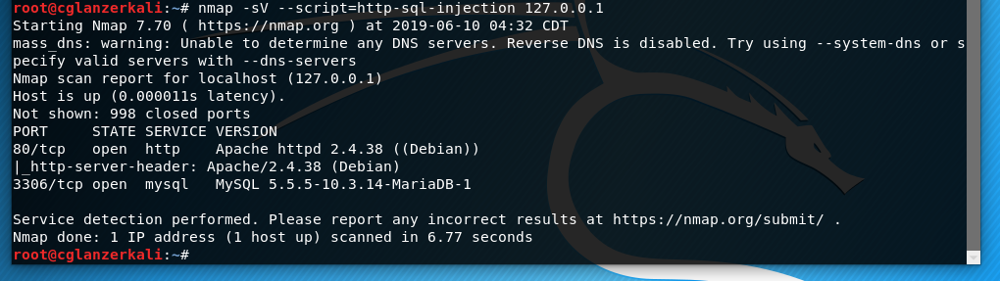 root@cglanzerkali:~# nmap -sV --script=http-sql-injection 127.0.0.1
Starting Nmap 7.70 ( https://nmap.org ) at 2019-06-10 04:32 CDT
mass_dns: warning: Unable to determine any DNS servers. Reverse DNS is disabled. Try using --system-dns or s
pecify valid servers with --dns-servers
Nmap scan report for localhost (127.0.0.1)
Host is up (0.000011s latency).
Not shown: 998 closed ports
PORT     STATE SERVICE VERSION
80/tcp   open  http    Apache httpd 2.4.38 ((Debian))
|_http-server-header: Apache/2.4.38 (Debian)
3306/tcp open  mysql   MySQL 5.5.5-10.3.14-MariaDB-1
Service detection performed. Please report any incorrect results at https://nmap.org/submit/ .
Nmap done: 1 IP address (1 host up) scanned in 6.77 seconds
root@cglanzerkali:~#